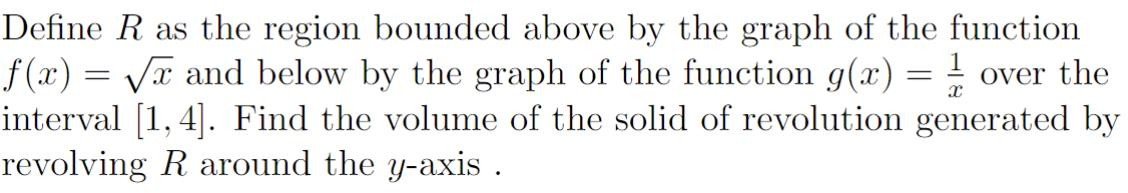 Define R as the region bounded above by the graph of the function
f(x) = √x and below by the graph of the function g(x) = 1/x over the
interval [1, 4]. Find the volume of the solid of revolution generated by
revolving R around the y-axis .